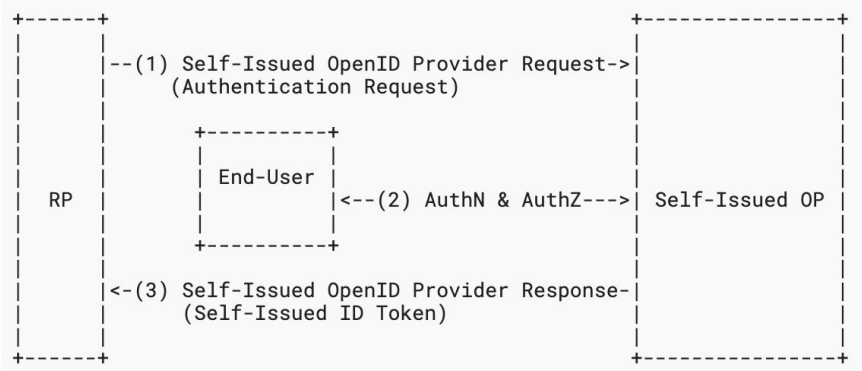 --(1) Self-Issued OpenID Provider Request->
(Authentication Request)
End-User
RP
<--(2) AuthN & AuthZ--->
Self-Issued OP
<-(3) Self-Issued OpenID Provider Response-
(Self-Issued ID Token)